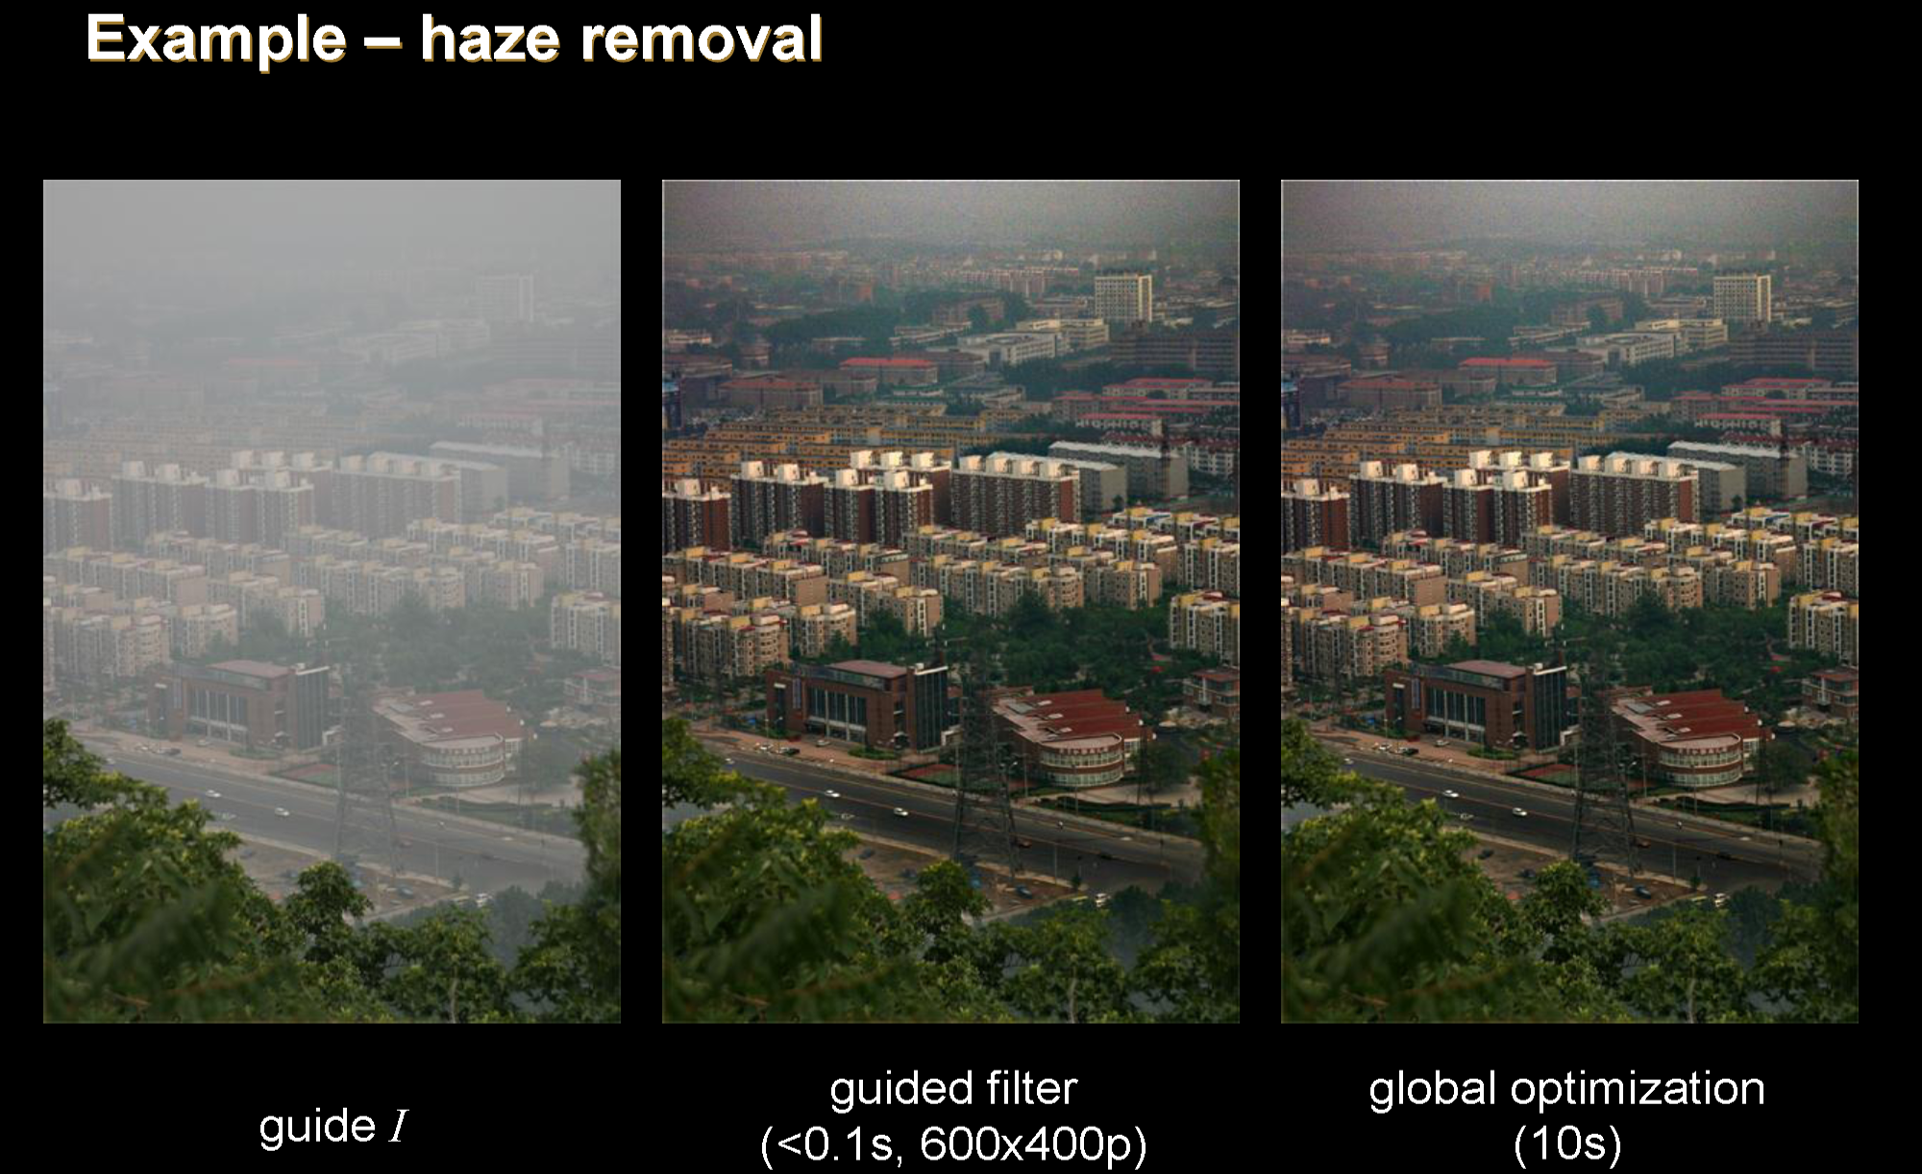 Example – haze removal
guide I
guided filter
(<0.1s, 600x400p)
global optimization
(10s)